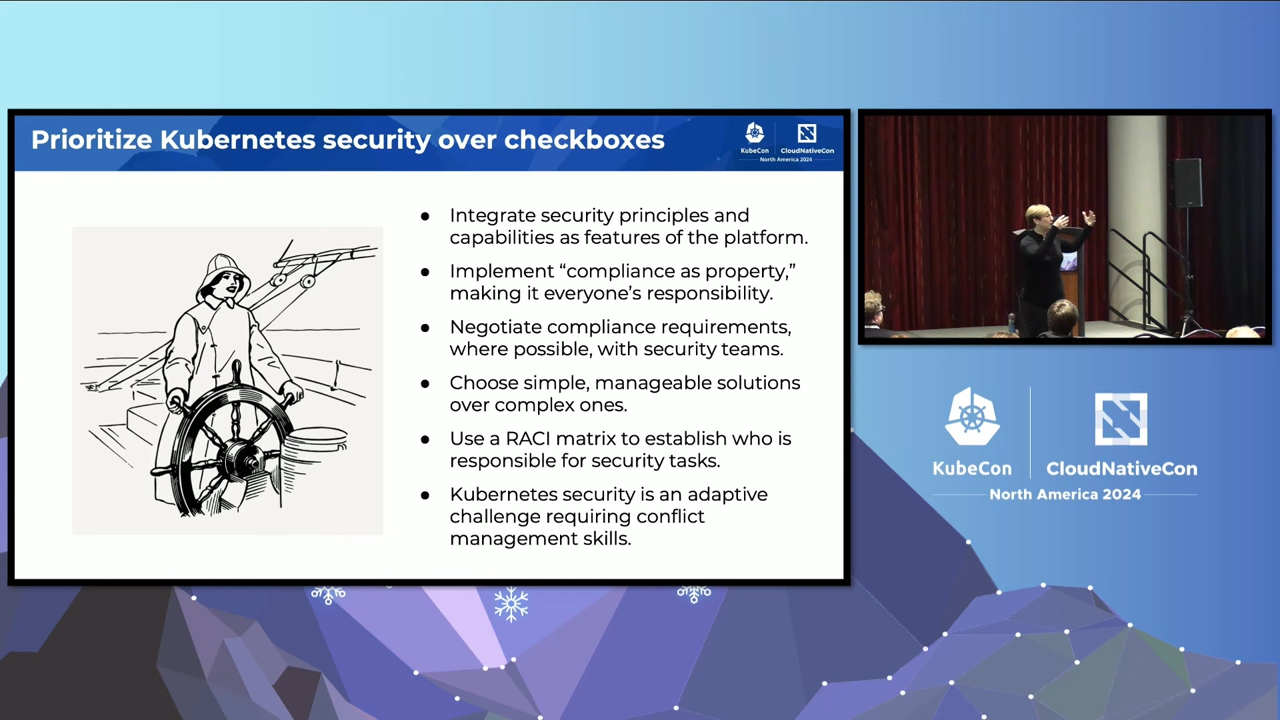 Prioritize Kubernetes security over checkboxes
KubeCon
CloudNativeCon
North America 2024
● Integrate security principles and
capabilities as features of the platform.
● Implement “compliance as property,”
making it everyone’s responsibility.
● Negotiate compliance requirements,
where possible, with security teams.
● Choose simple, manageable solutions
over complex ones.
● Use a RACI matrix to establish who is
responsible for security tasks.
● Kubernetes security is an adaptive
challenge requiring conflict
management skills.
KubeCon
CloudNativeCon
North America 2024